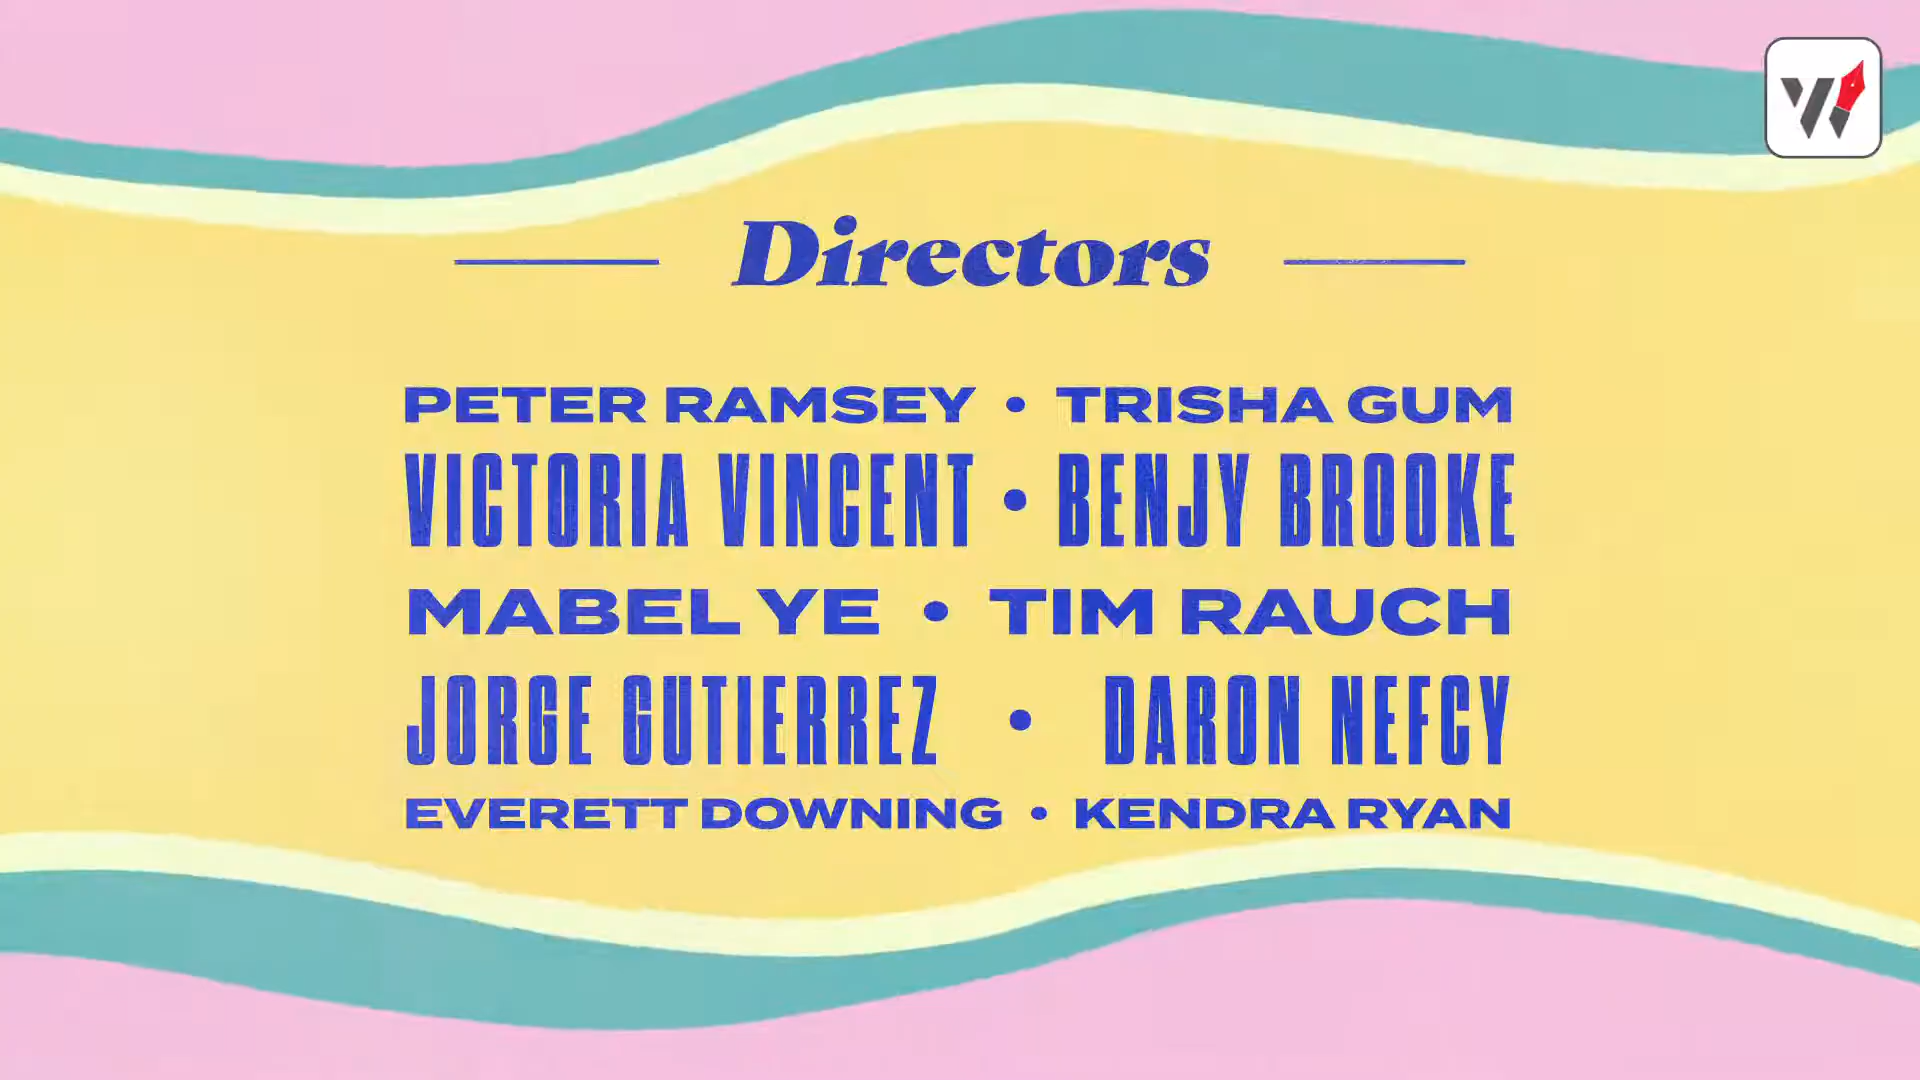 Directors
PETER RAMSEY • TRISHA GUM
VICTORIA VINCENT • BENJY BROOKE
MABEL YE • TIM RAUCH
JORGE GUTIERREZ • DARON NEFCY
EVERETT DOWNING • KENDRA RYAN